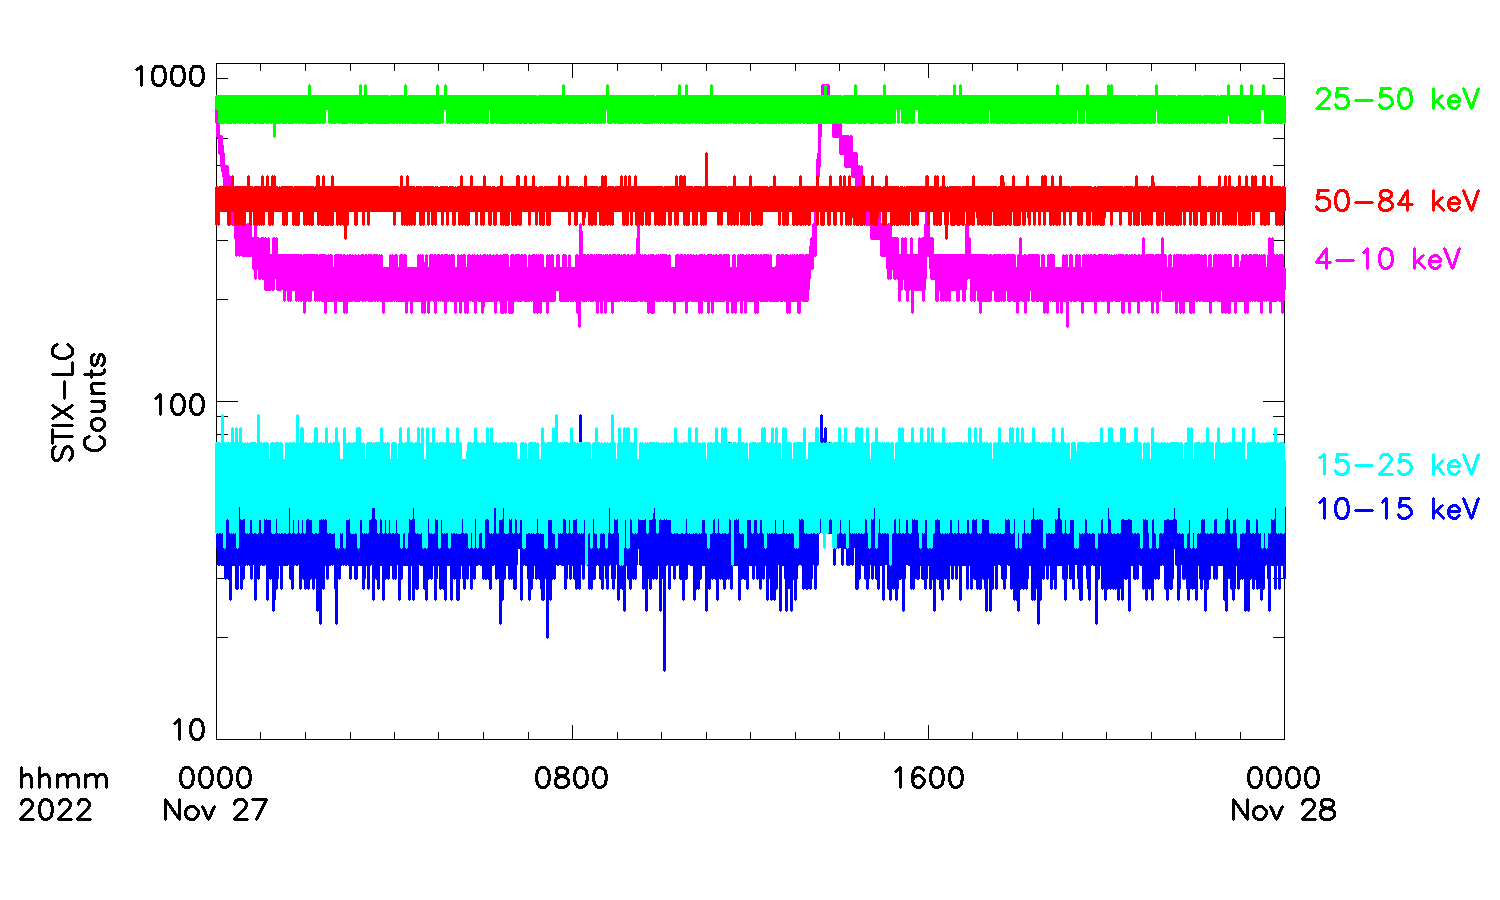 1000
100
10
STIX-LC
Counts
25-50 keV
50-84 keV
4-10 keV
15-25 keV
10-15 keV
hhmm 0000 0800 1600 0000
2022 Nov 27 Nov 28